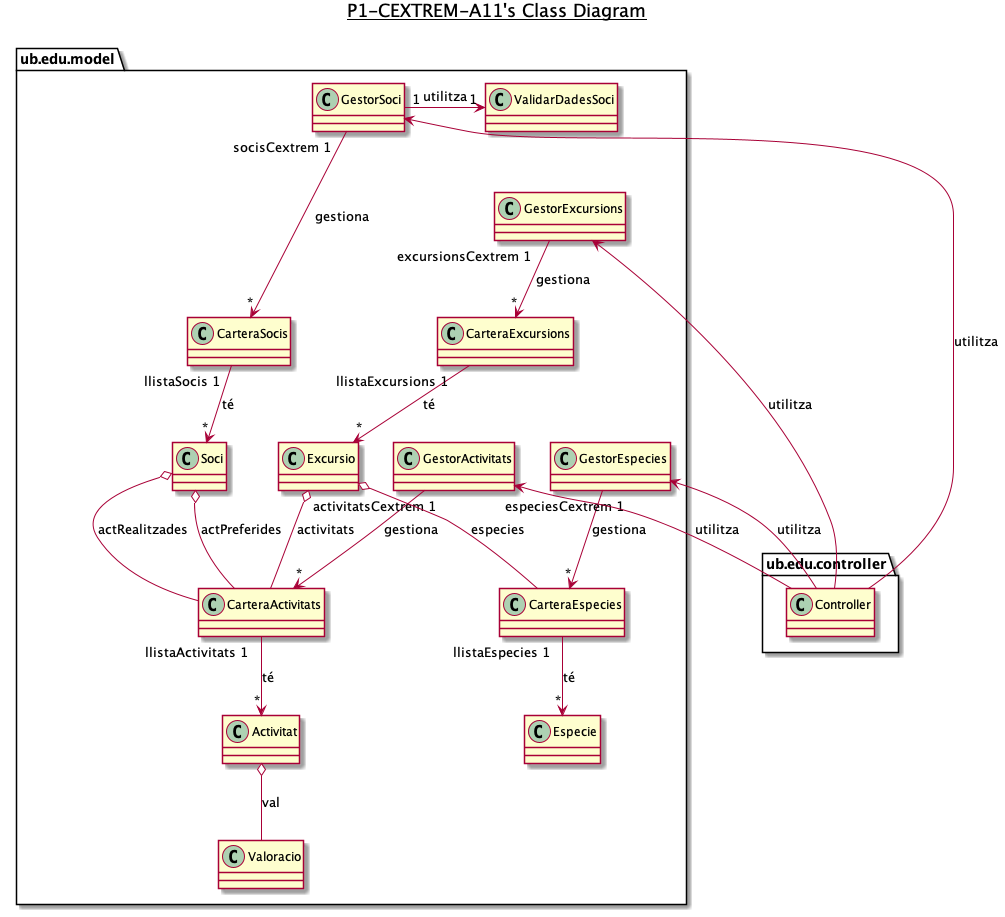 P1-CEXTREM-A11's Class Diagram
ub.edu.model
C GestorSoci 1 utilitza 1 C ValidarDadesSoci
socisCextrem 1
gestiona
C GestorExcursions
excursionsCextrem 1
gestiona
*
*
C CarteraSocis C CarteraExcursions
utilitza
llistaSocis 1 llistaExcursions 1
té té utilitza
* *
C Soci C Excursio C GestorActivitats C GestorEspecies
activitatsCextrem 1 especiesCextrem 1
actRealitzades actPreferides activitats gestiona especies gestiona utilitza utilitza
ub.edu.controller
* *
C CarteraActivitats C CarteraEspecies C Controller
llistaActivitats 1 llistaEspecies 1
té té
* *
C Activitat C Especie
val
C Valoracio